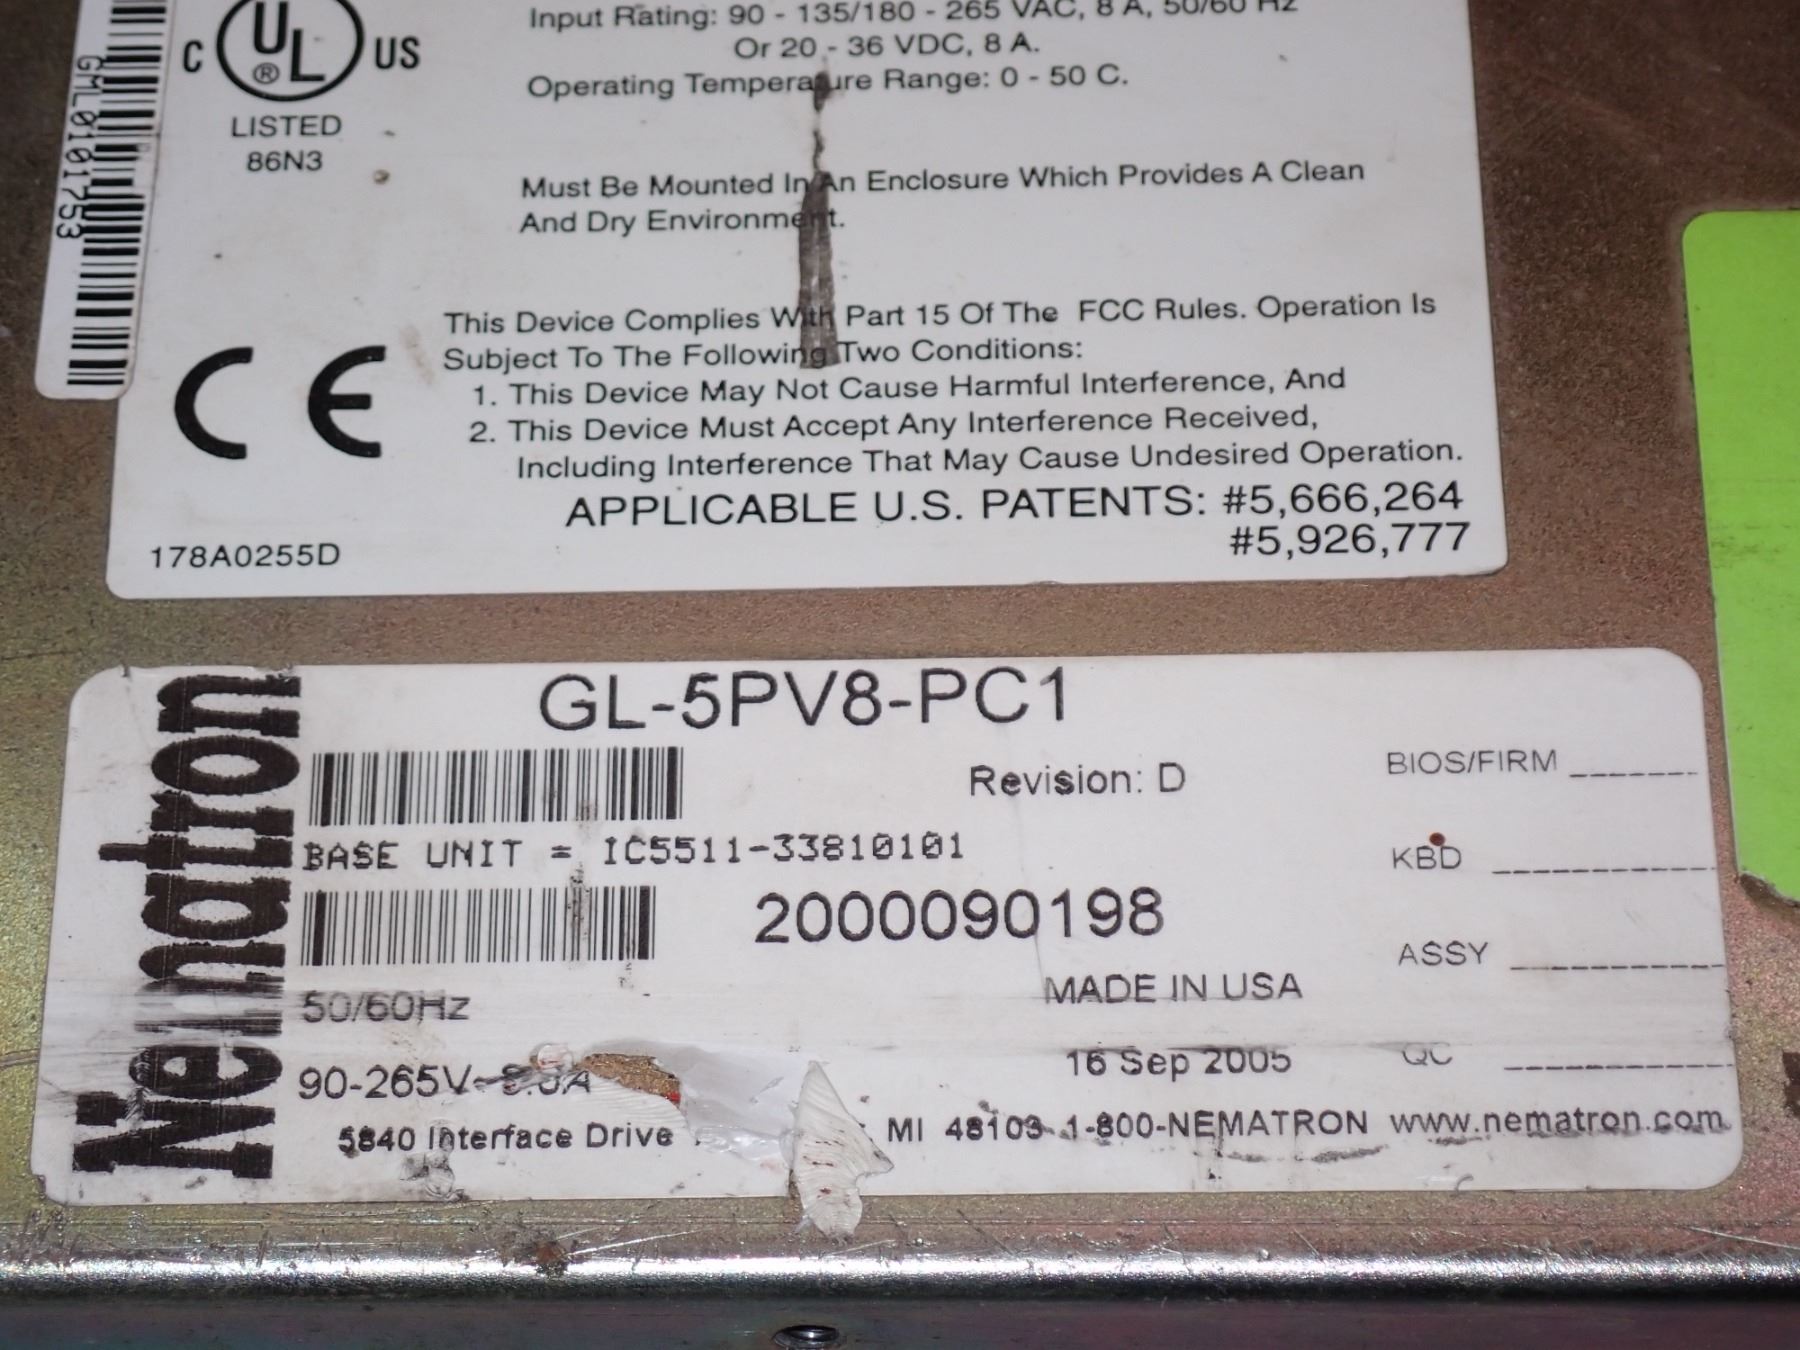 Input Rating: 90 - 135/180 - 265 VAC, 8 A, 50/60 Hz
Or 20 - 36 VDC, 8 A.
Operating Temperature Range: 0 - 50 C.
C UL ® US
LISTED
86N3
GML0101753
Must Be Mounted In An Enclosure Which Provides A Clean
And Dry Environment.
This Device Complies With Part 15 Of The FCC Rules. Operation Is
Subject To The Following Two Conditions:
1. This Device May Not Cause Harmful Interference, And
2. This Device Must Accept Any Interference Received,
Including Interference That May Cause Undesired Operation.
CE
APPLICABLE U.S. PATENTS: #5,666,264
#5,926,777
178A0255D
Nematron
GL-5PV8-PC1
Revision: D
BIOS/FIRM
BASE UNIT = IC5511-33810101
KBD
2000090198
ASSY
MADE IN USA
50/60Hz
16 Sep 2005
QC
90-265V
5840 Interface Drive MI 48103 1-800-NEMATRON www.nematron.com